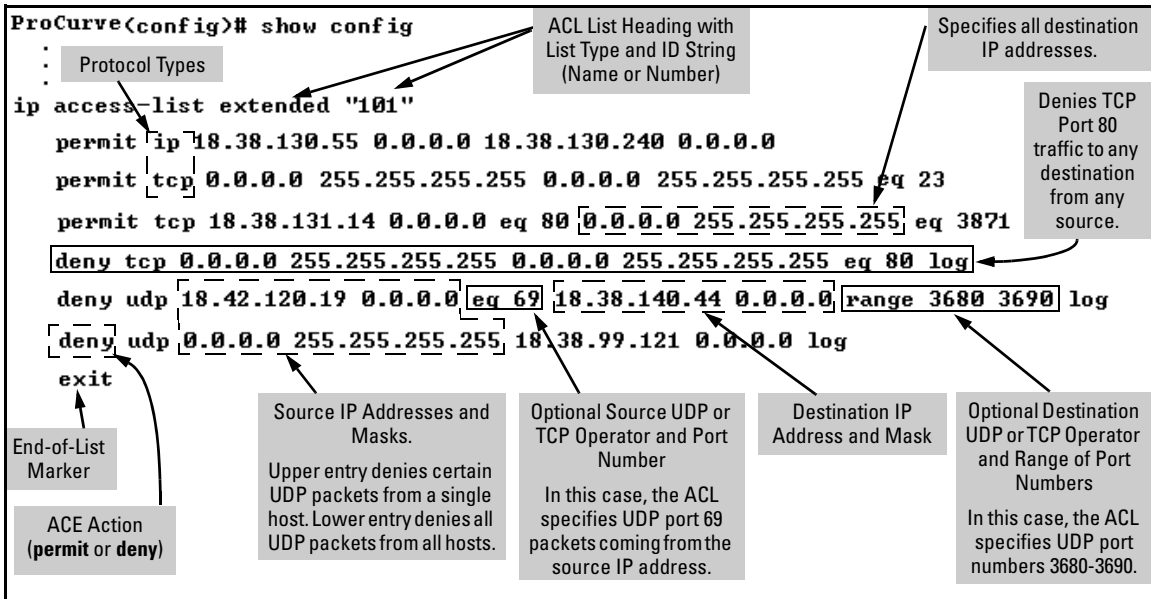 ProCurve(config)# show config
.
.
.
ACL List Heading with
List Type and ID String
(Name or Number)
Specifies all destination
IP addresses.
Protocol Types
ip access-list extended "101"
Denies TCP
Port 80
traffic to any
destination
from any
source.
permit ip 18.38.130.55 0.0.0.0 18.38.130.240 0.0.0.0
permit tcp 0.0.0.0 255.255.255.255 0.0.0.0 255.255.255.255 eq 23
permit tcp 18.38.131.14 0.0.0.0 eq 80 0.0.0.0 255.255.255.255 eq 3871
deny tcp 0.0.0.0 255.255.255.255 0.0.0.0 255.255.255.255 eq 80 log
deny udp 18.42.120.19 0.0.0.0 eq 69 18.38.140.44 0.0.0.0 range 3680 3690 log
deny udp 0.0.0.0 255.255.255.255 18.38.99.121 0.0.0.0 log
exit
End-of-List
Marker
ACE Action
(permit or deny)
Source IP Addresses and
Masks.
Upper entry denies certain
UDP packets from a single
host. Lower entry denies all
UDP packets from all hosts.
Optional Source UDP or
TCP Operator and Port
Number
In this case, the ACL
specifies UDP port 69
packets coming from the
source IP address.
Destination IP
Address and Mask
Optional Destination
UDP or TCP Operator
and Range of Port
Numbers
In this case, the ACL
specifies UDP port
numbers 3680-3690.